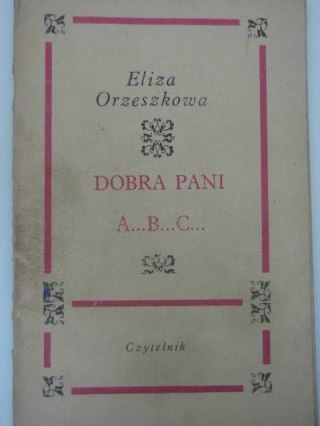 Eliza
Orzeszkowa
DOBRA PANI
A...B...C...
Czytelnik